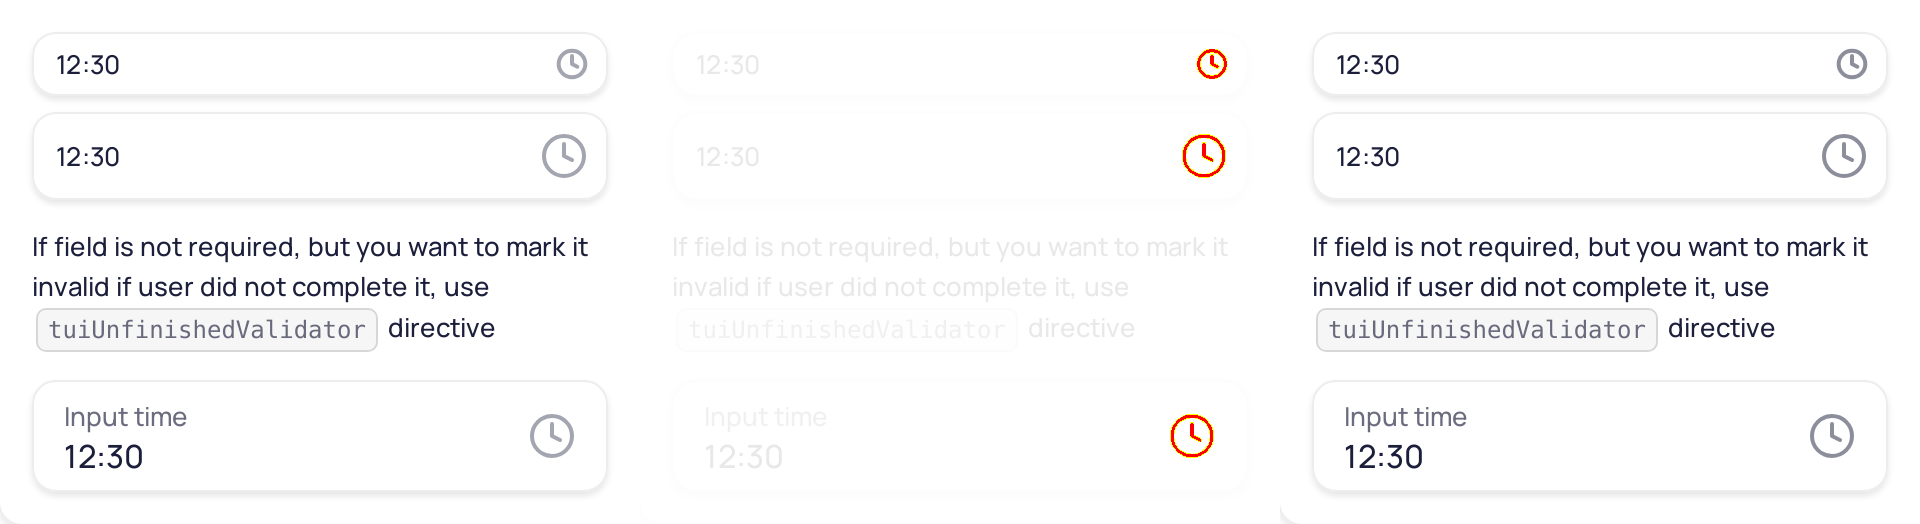 12:30
12:30
If field is not required, but you want to mark it
invalid if user did not complete it, use
tuiUnfinishedValidator directive
Input time
12:30
12:30
12:30
If field is not required, but you want to mark it
invalid if user did not complete it, use
tuiUnfinishedValidator directive
Input time
12:30
12:30
12:30
If field is not required, but you want to mark it
invalid if user did not complete it, use
tuiUnfinishedValidator directive
Input time
12:30